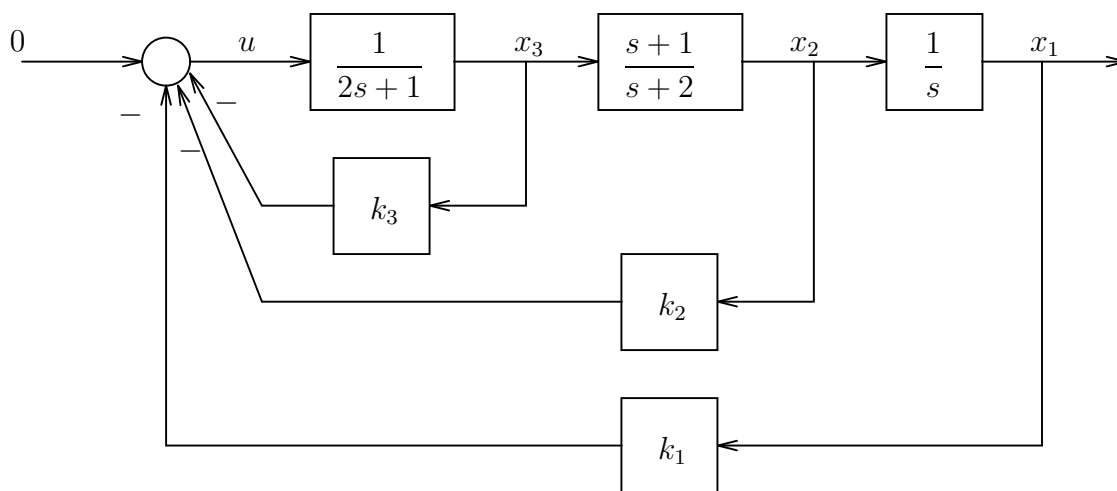 0
u
1
2s + 1
x₃
s + 1
s + 2
x₂
1
s
x₁
−
−
−
k₃
k₂
k₁